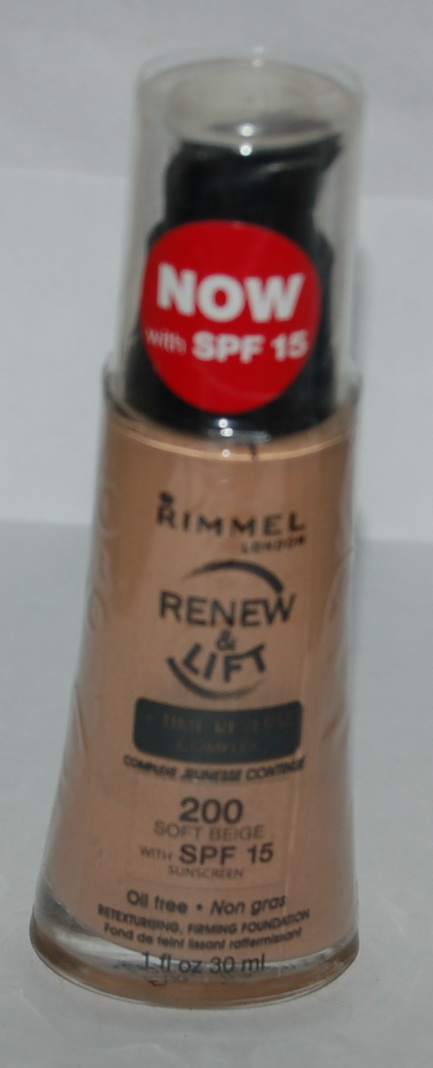 NOW
with SPF 15
RIMMEL
LONDON
RENEW
&
LIFT
COMPLEXE JEUNESSE CONTINUE
200
SOFT BEIGE
WITH SPF 15
SUNSCREEN
Oil free • Non gras
RETEXTURISING, FIRMING FOUNDATION
Fond de teint lissant raffermissant
1 fl oz 30 ml